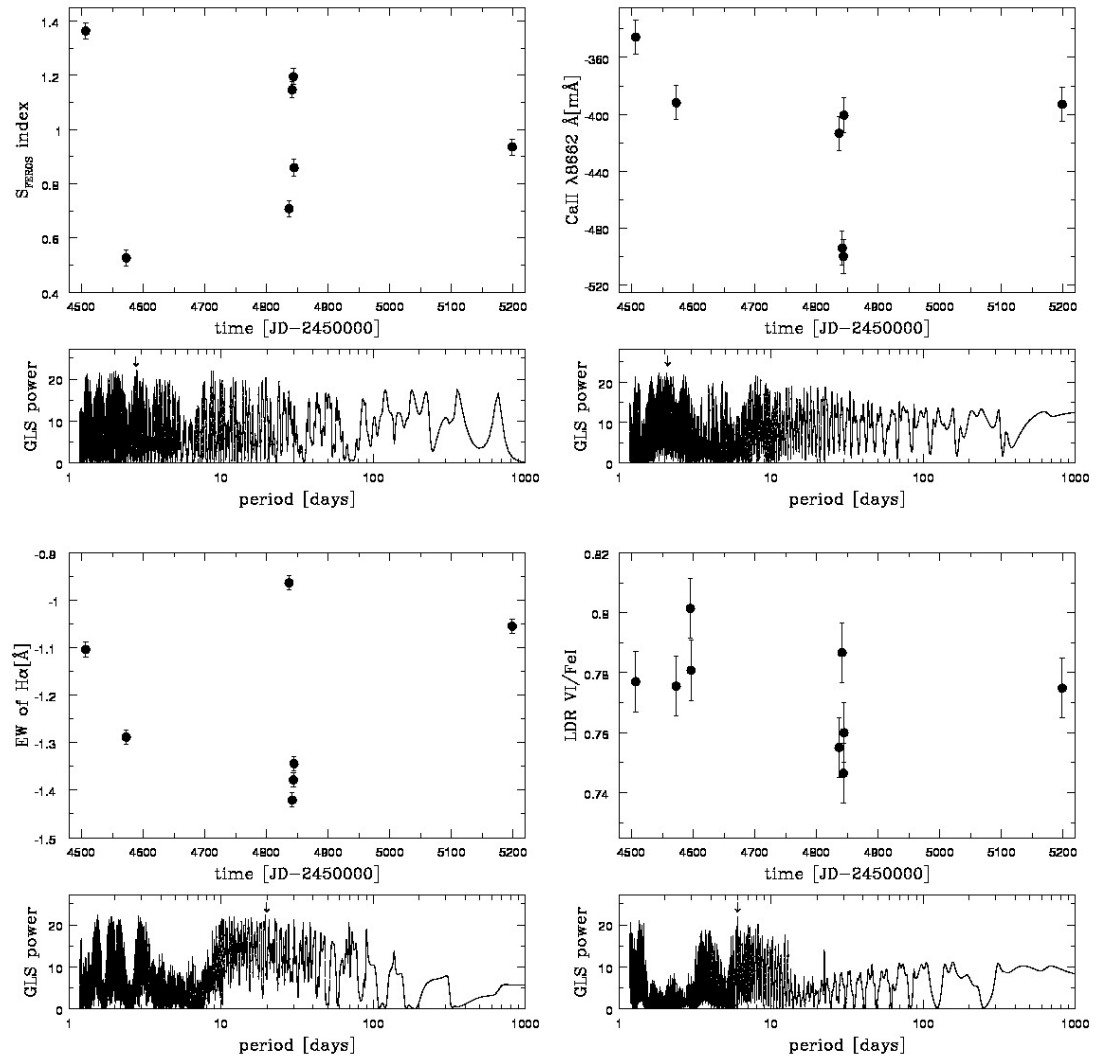 1.4
1.2
1
0.8
0.6
0.4
S_FEROS index
4500 4600 4700 4800 4900 5000 5100 5200
time [JD-2450000]
-360
-400
-440
-480
-520
CaII λ8662 Å[mÅ]
4500 4600 4700 4800 4900 5000 5100 5200
time [JD-2450000]
20
10
0
GLS power
1 10 100 1000
period [days]
20
10
0
GLS power
1 10 100 1000
period [days]
-0.8
-0.9
-1
-1.1
-1.2
-1.3
-1.4
-1.5
EW of Hα[Å]
4500 4600 4700 4800 4900 5000 5100 5200
time [JD-2450000]
0.82
0.8
0.78
0.76
0.74
LDR VI/FeI
4500 4600 4700 4800 4900 5000 5100 5200
time [JD-2450000]
20
10
0
GLS power
1 10 100 1000
period [days]
20
10
0
GLS power
1 10 100 1000
period [days]